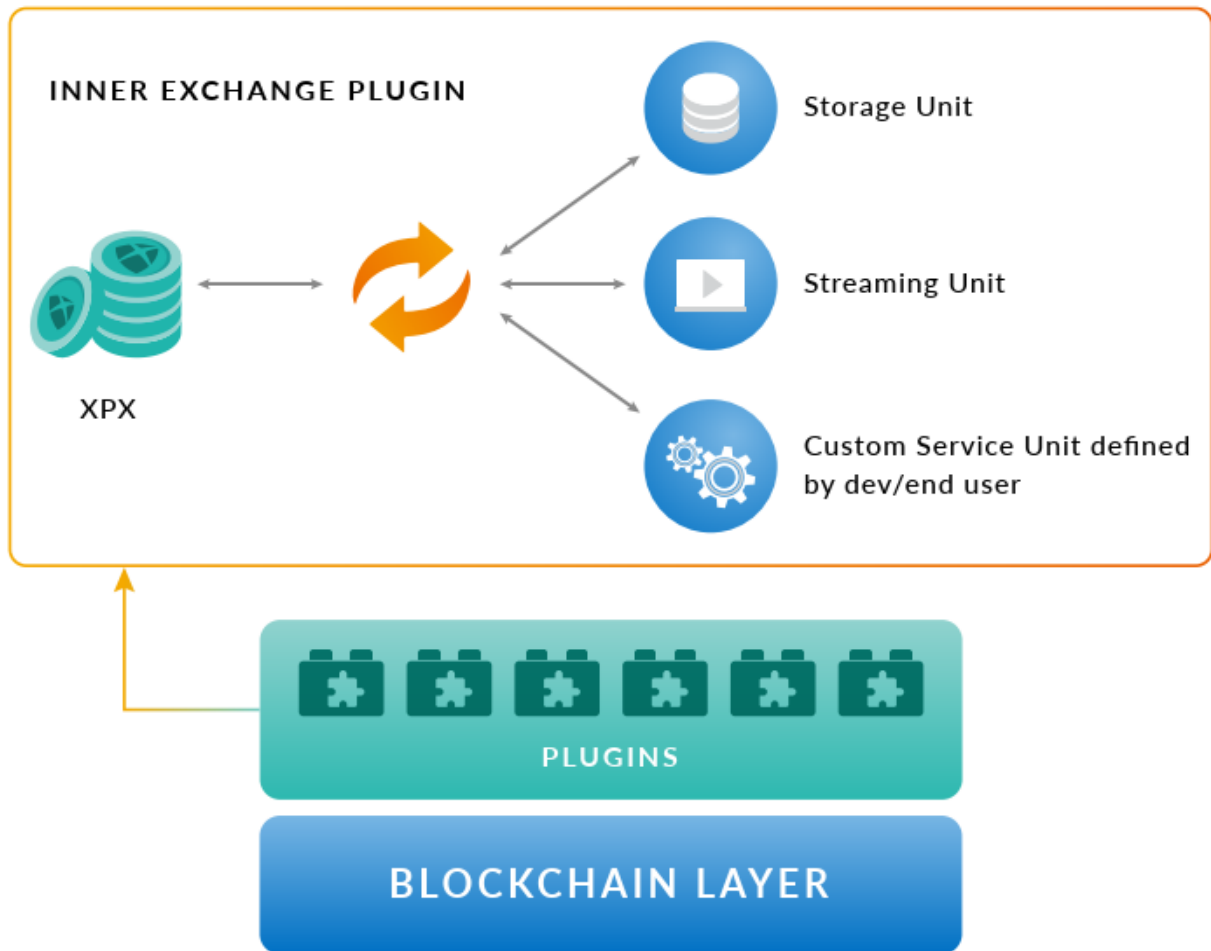 INNER EXCHANGE PLUGIN
Storage Unit
Streaming Unit
XPX
Custom Service Unit defined
by dev/end user
PLUGINS
BLOCKCHAIN LAYER